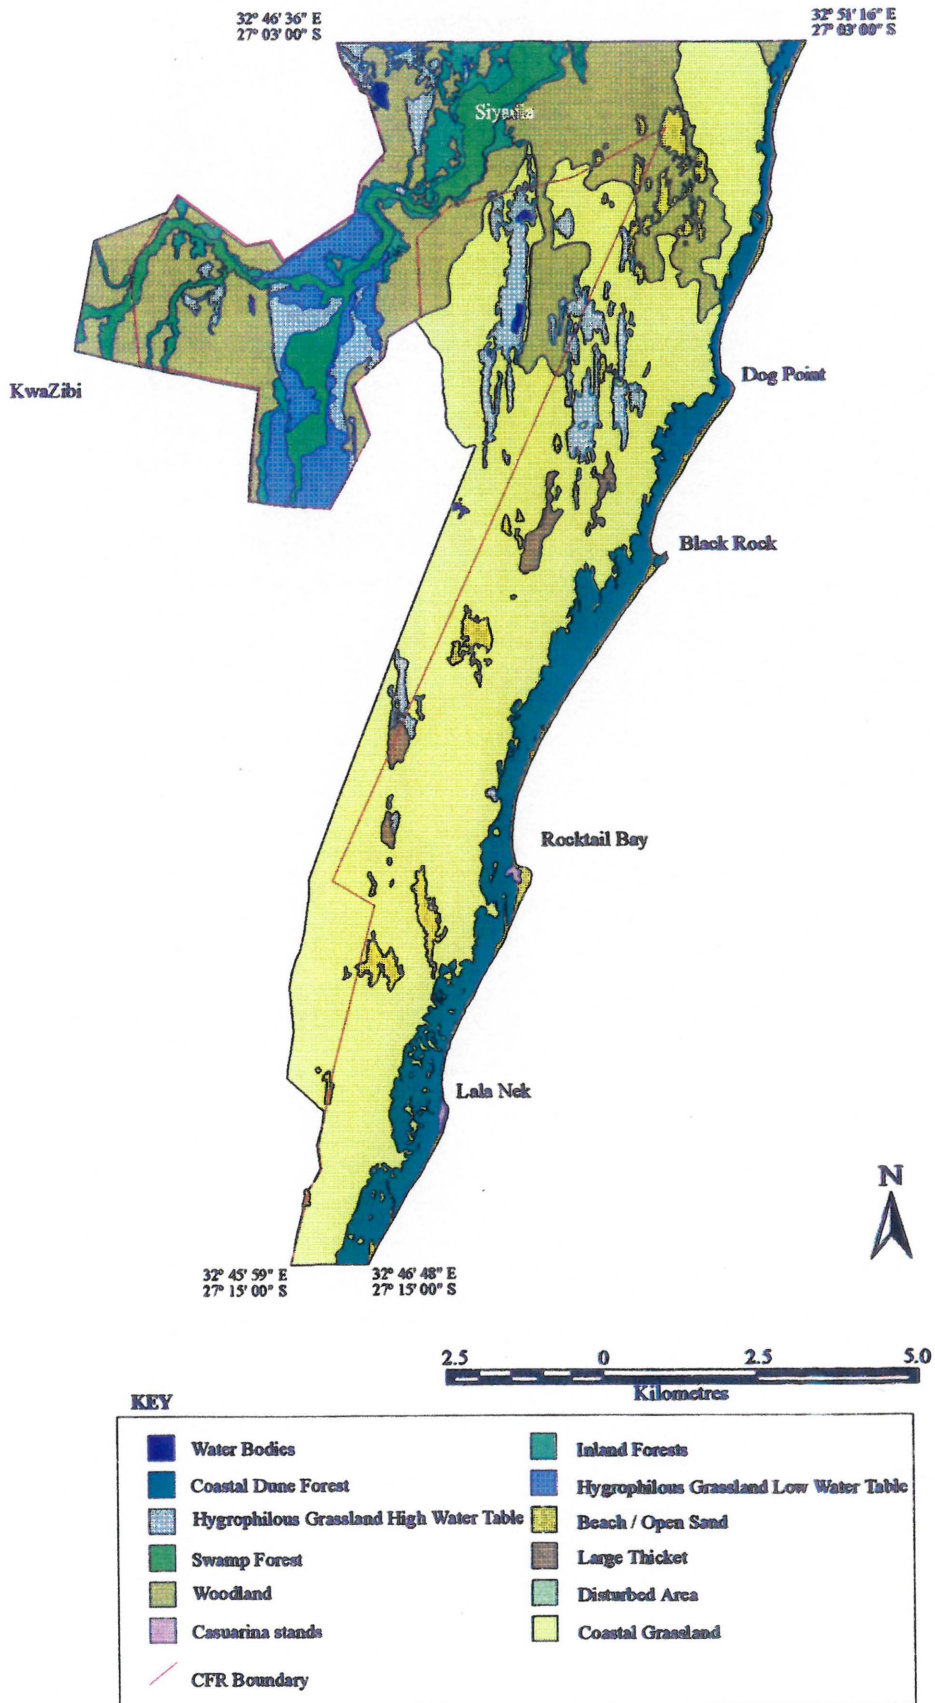 32° 46' 36" E
27° 03' 00" S
32° 51' 16" E
27° 03' 00" S
KwaZibi
Dog Point
Black Rock
Rocktail Bay
Lala Nek
N
32° 45' 59" E
27° 15' 00" S
32° 46' 48" E
27° 15' 00" S
2.5 0 2.5 5.0
Kilometres
KEY
Water Bodies
Coastal Dune Forest
Hygrophilous Grassland High Water Table
Swamp Forest
Woodland
Casuarina stands
CFR Boundary
Inland Forests
Hygrophilous Grassland Low Water Table
Beach / Open Sand
Large Thicket
Disturbed Area
Coastal Grassland